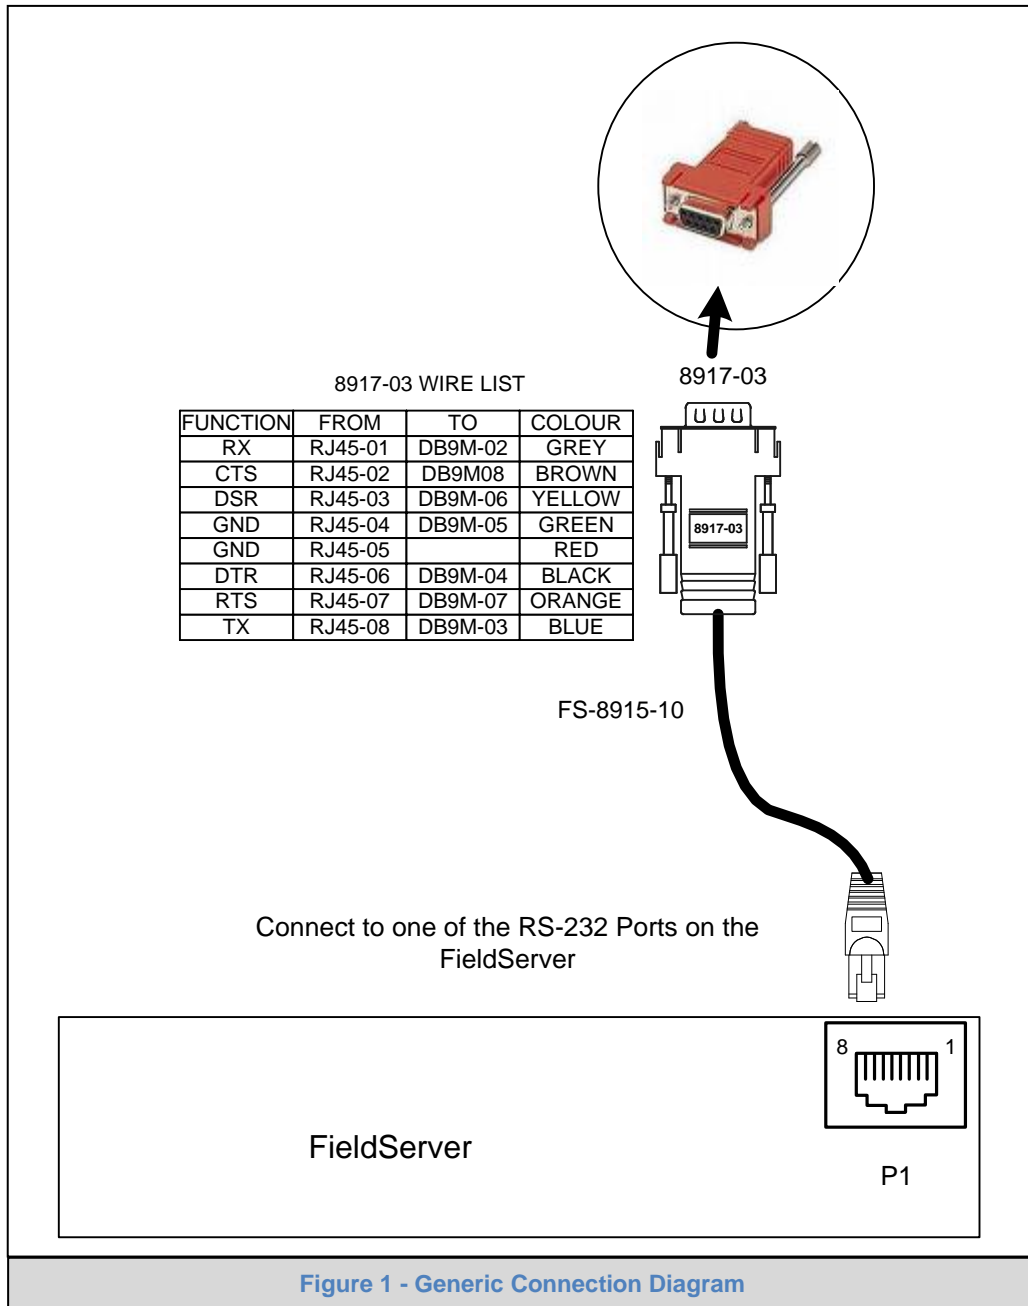 8917-03
8917-03 WIRE LIST
FUNCTION FROM TO COLOUR
RX RJ45-01 DB9M-02 GREY
CTS RJ45-02 DB9M08 BROWN
DSR RJ45-03 DB9M-06 YELLOW
GND RJ45-04 DB9M-05 GREEN
GND RJ45-05 RED
DTR RJ45-06 DB9M-04 BLACK
RTS RJ45-07 DB9M-07 ORANGE
TX RJ45-08 DB9M-03 BLUE
8917-03
FS-8915-10
Connect to one of the RS-232 Ports on the
FieldServer
8 1
FieldServer
P1
Figure 1 - Generic Connection Diagram